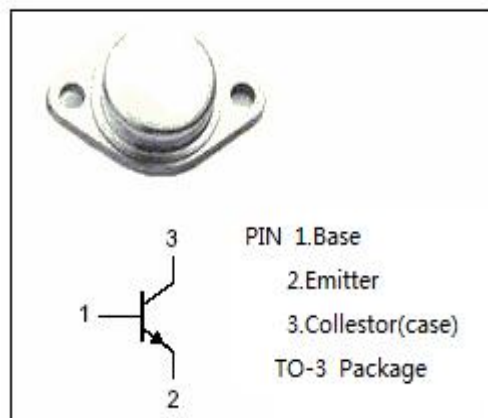 3
PIN 1.Base
2.Emitter
1
3.Collestor(case)
TO-3 Package
2